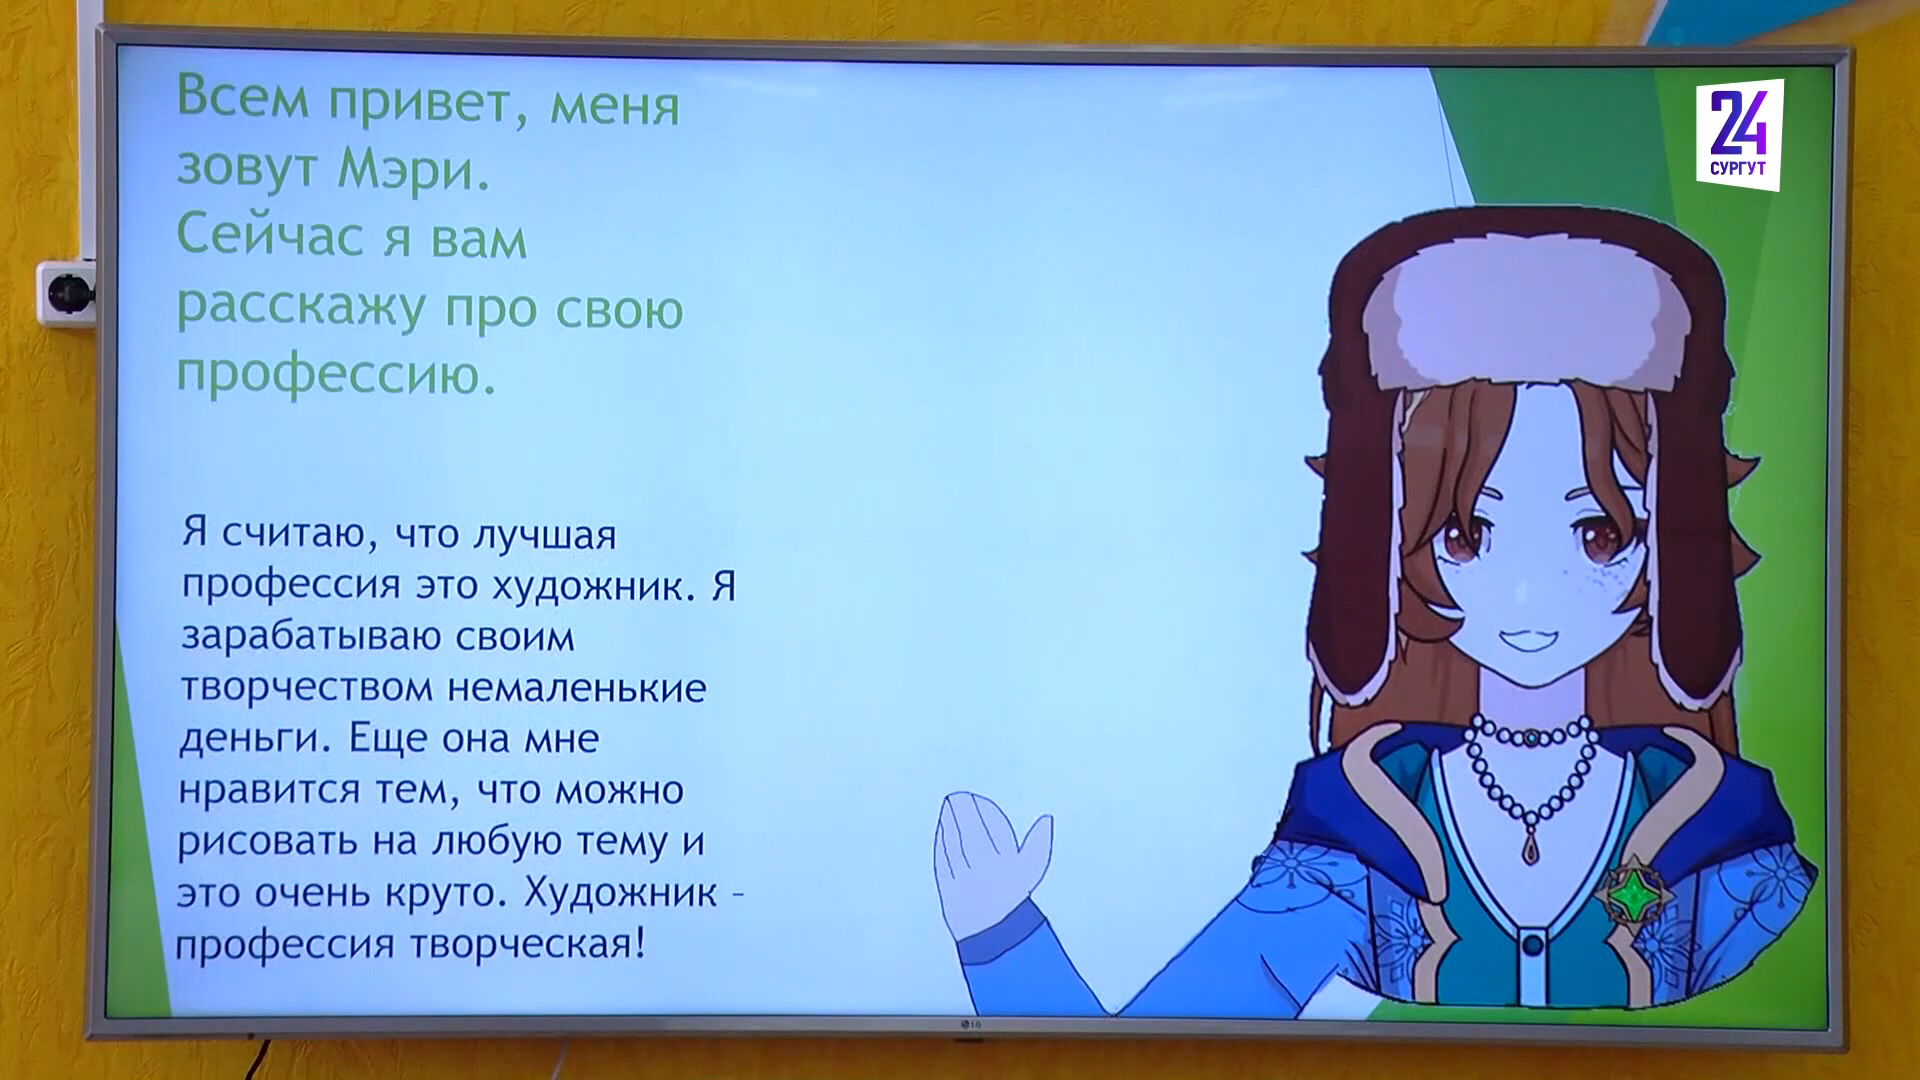 Всем привет, меня
зовут Мэри.
Сейчас я вам
расскажу про свою
профессию.
Я считаю, что лучшая
профессия это художник. Я
зарабатываю своим
творчеством немаленькие
деньги. Еще она мне
нравится тем, что можно
рисовать на любую тему и
это очень круто. Художник –
профессия творческая!
24
СУРГУТ
LG